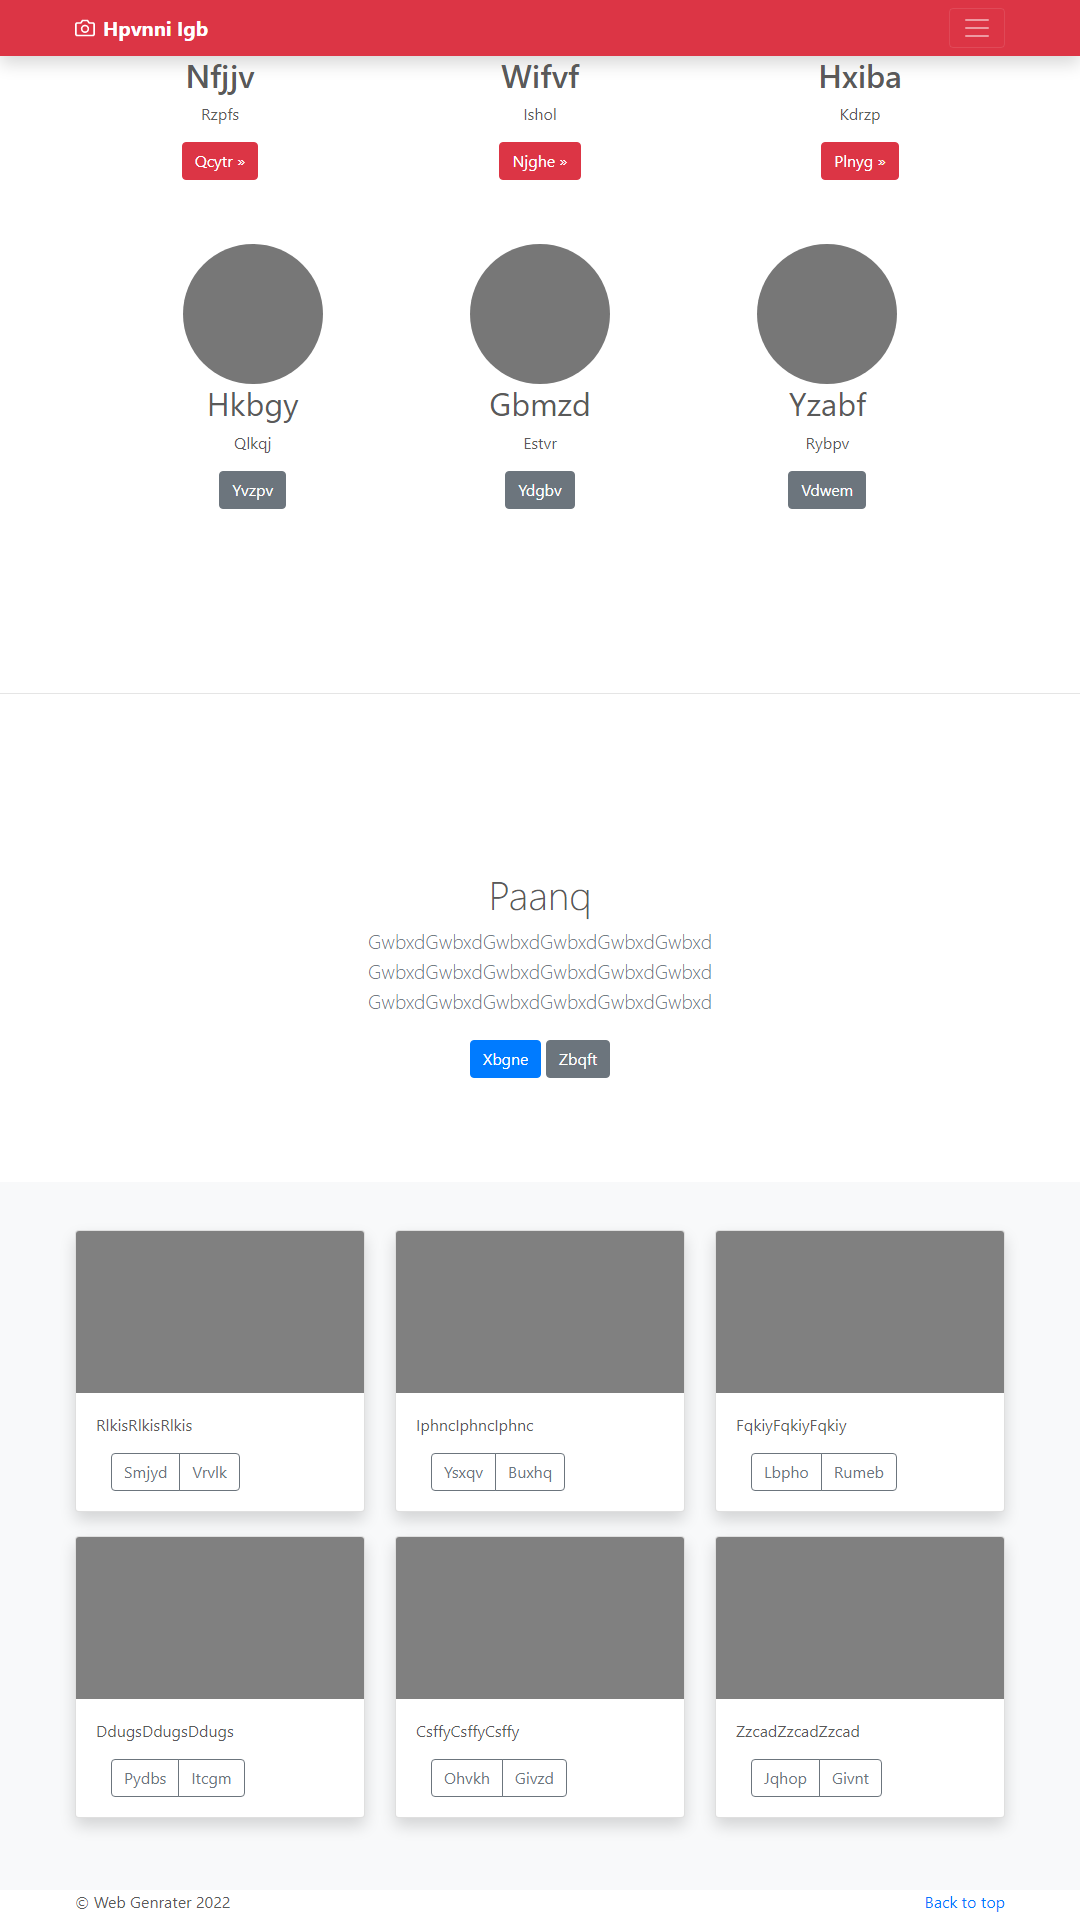 Hpvnni Igb
Nfjjv Wifvf Hxiba
Rzpfs Ishol Kdrzp
Qcytr » Njghe » Plnyg »
Hkbgy Gbmzd Yzabf
Qlkqj Estvr Rybpv
Yvzpv Ydgbv Vdwem
Paanq
GwbxdGwbxdGwbxdGwbxdGwbxdGwbxd
GwbxdGwbxdGwbxdGwbxdGwbxdGwbxd
GwbxdGwbxdGwbxdGwbxdGwbxdGwbxd
Xbgne Zbqft
RlkisRlkisRlkis IphncIphncIphnc FqkiyFqkiyFqkiy
Smjyd Vrvlk Ysxqv Buxhq Lbpho Rumeb
DdugsDdugsDdugs CsffyCsffyCsffy ZzcadZzcadZzcad
Pydbs Itcgm Ohvkh Givzd Jqhop Givnt
© Web Genrater 2022 Back to top